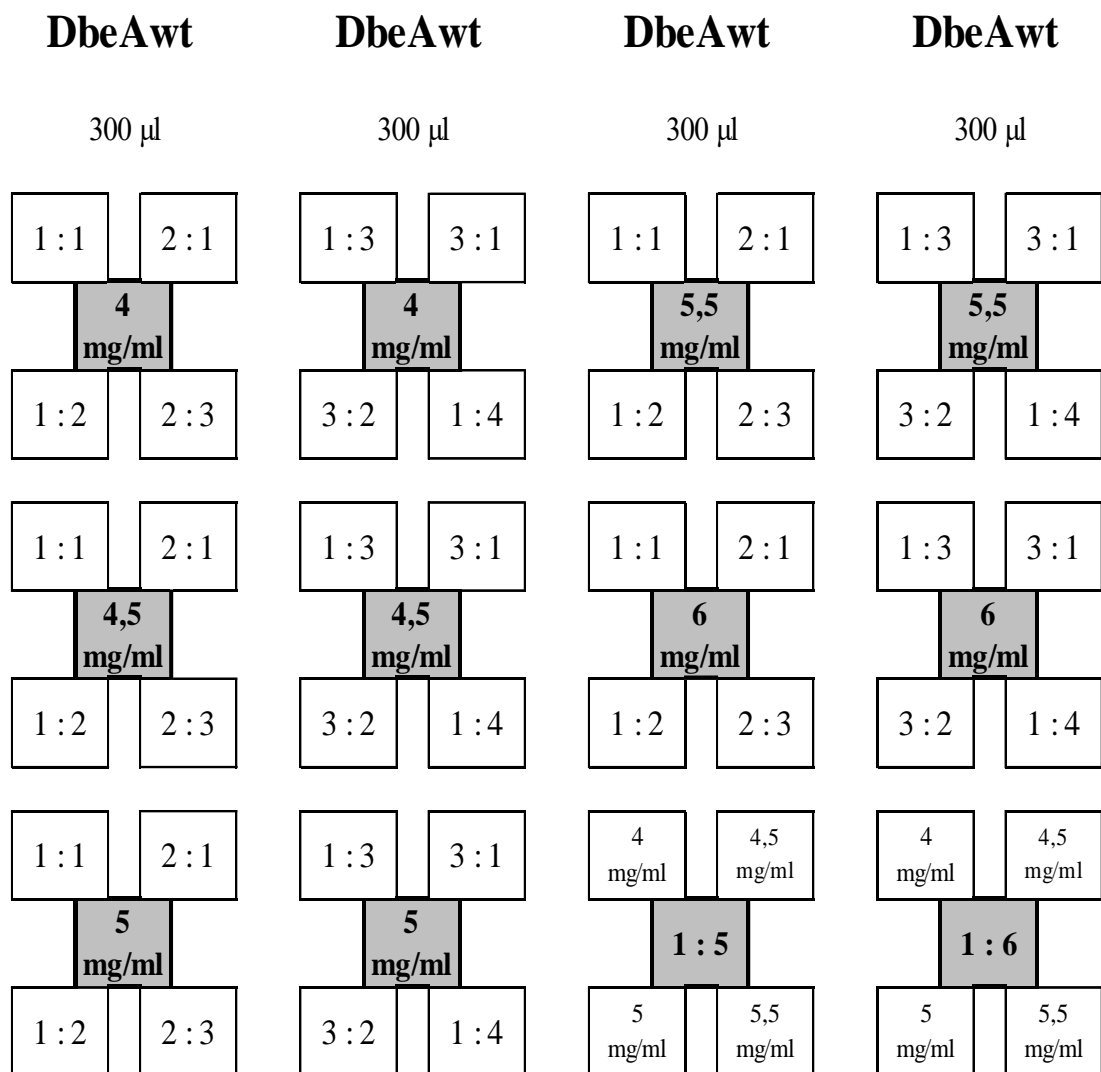 DbeAwt DbeAwt DbeAwt DbeAwt
300 µl 300 µl 300 µl 300 µl
1 : 1 2 : 1 1 : 3 3 : 1 1 : 1 2 : 1 1 : 3 3 : 1
4 4 5,5 5,5
mg/ml mg/ml mg/ml mg/ml
1 : 2 2 : 3 3 : 2 1 : 4 1 : 2 2 : 3 3 : 2 1 : 4
1 : 1 2 : 1 1 : 3 3 : 1 1 : 1 2 : 1 1 : 3 3 : 1
4,5 4,5 6 6
mg/ml mg/ml mg/ml mg/ml
1 : 2 2 : 3 3 : 2 1 : 4 1 : 2 2 : 3 3 : 2 1 : 4
1 : 1 2 : 1 1 : 3 3 : 1 4 4,5 4 4,5
mg/ml mg/ml mg/ml mg/ml
5 5 1 : 5 1 : 6
mg/ml mg/ml
1 : 2 2 : 3 3 : 2 1 : 4 5 5,5 5 5,5
mg/ml mg/ml mg/ml mg/ml